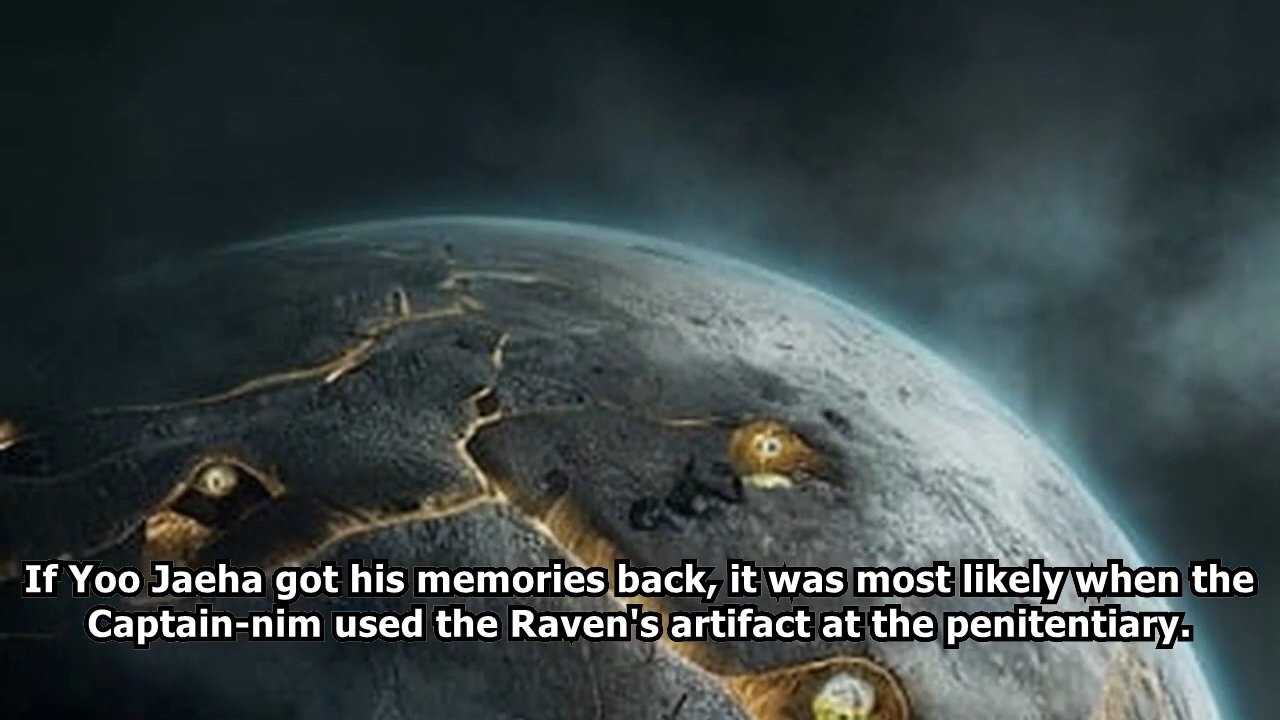 If Yoo Jaeha got his memories back, it was most likely when the
Captain-nim used the Raven's artifact at the penitentiary.